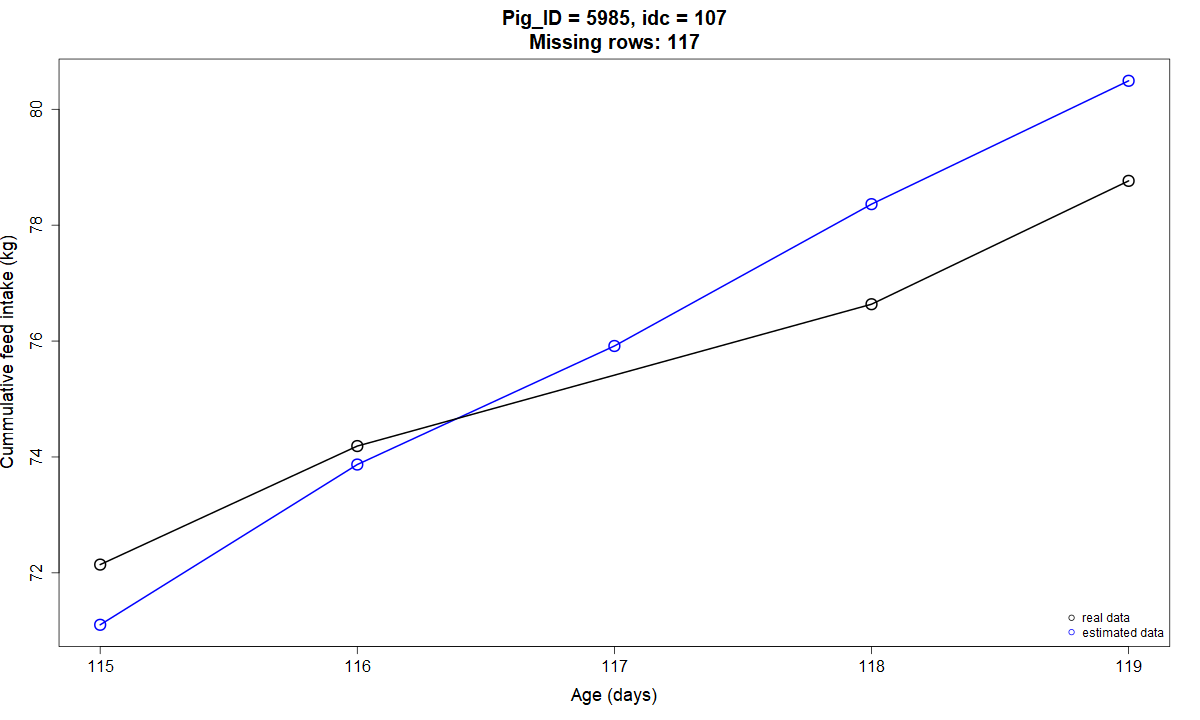 Pig_ID = 5985, idc = 107
Missing rows: 117
Cummulative feed intake (kg)
80
78
76
74
72
115 116 117 118 119
Age (days)
real data
estimated data